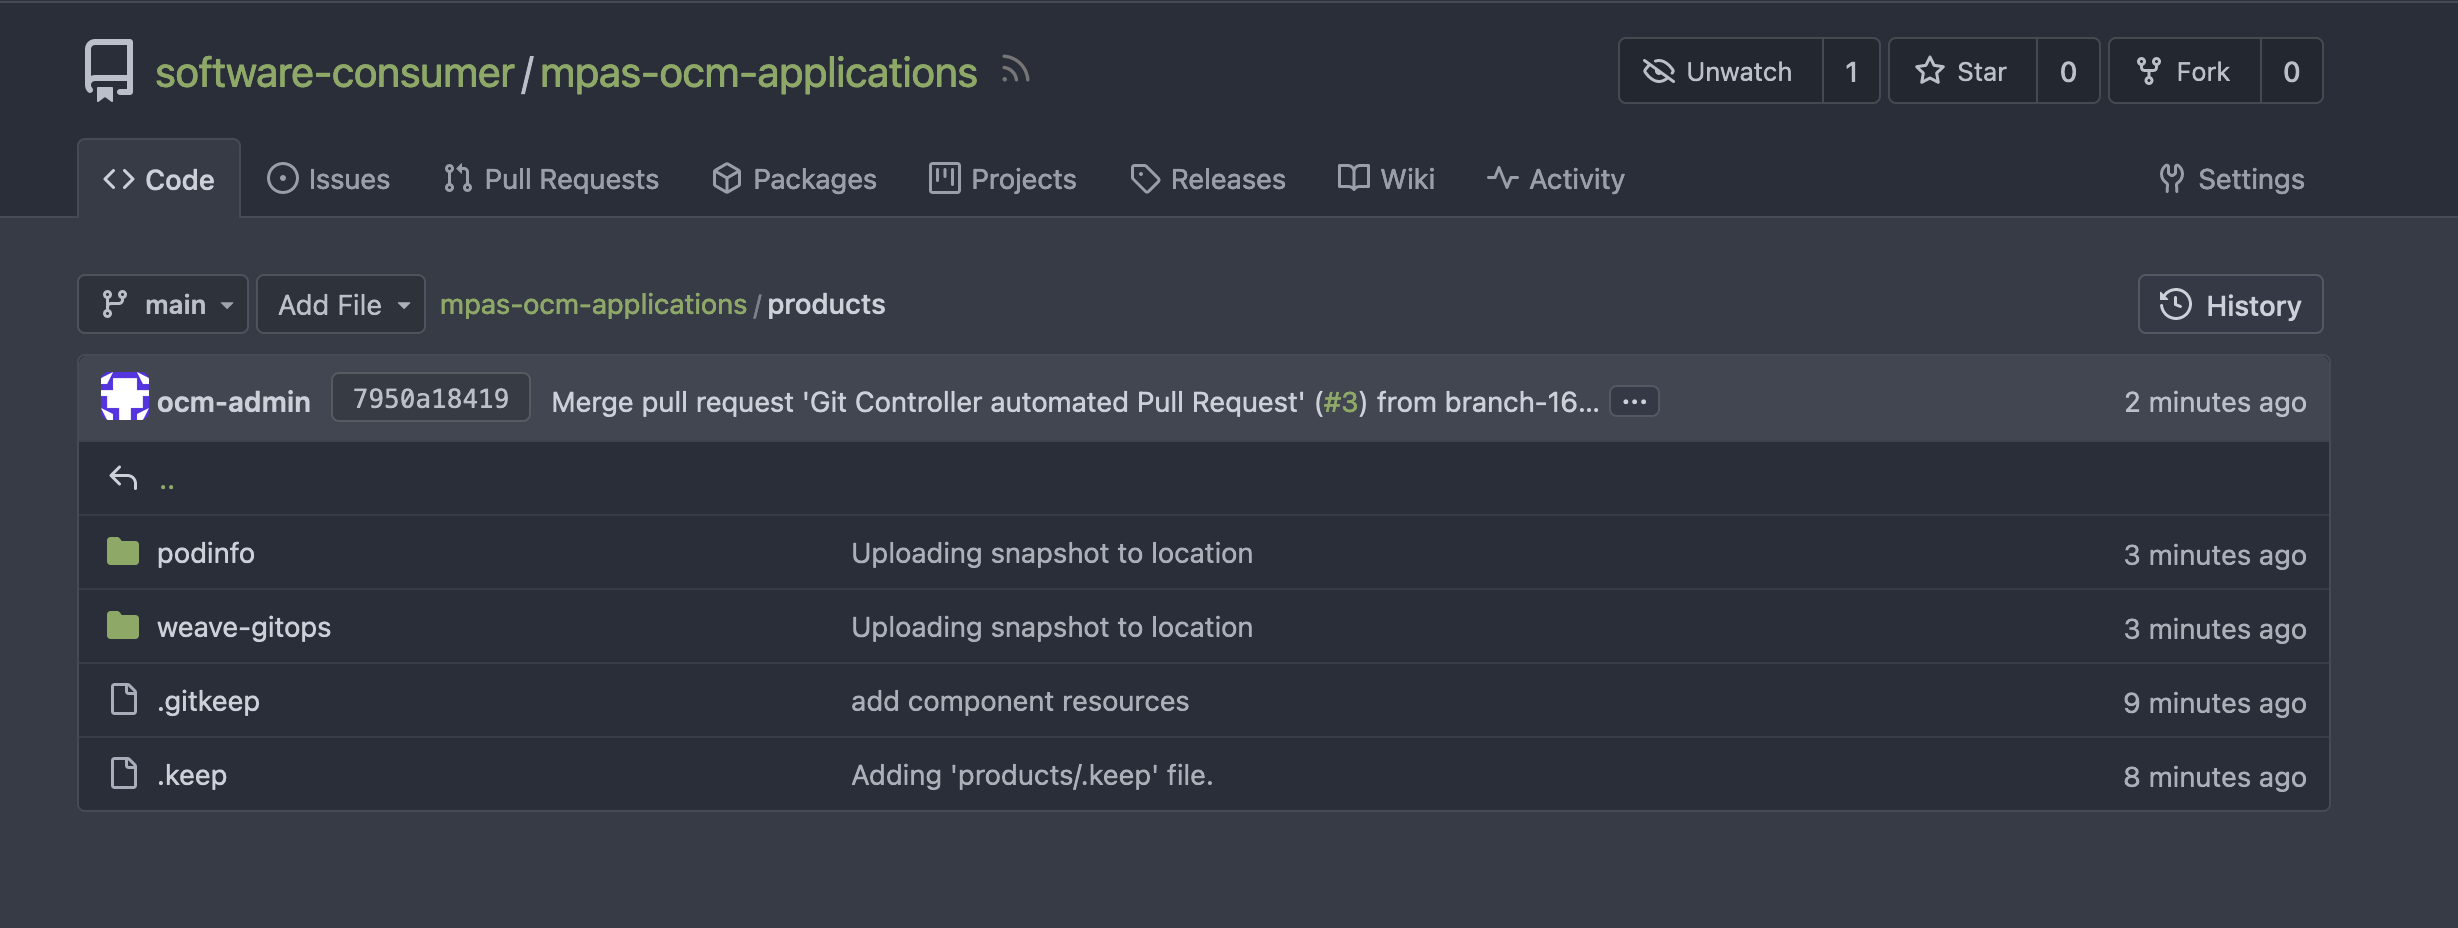 software-consumer/mpas-ocm-applications Unwatch 1 Star 0 Fork 0
Code Issues Pull Requests Packages Projects Releases Wiki Activity Settings
main Add File mpas-ocm-applications/products History
ocm-admin 7950a18419 Merge pull request 'Git Controller automated Pull Request' (#3) from branch-16... ... 2 minutes ago
..
podinfo Uploading snapshot to location 3 minutes ago
weave-gitops Uploading snapshot to location 3 minutes ago
.gitkeep add component resources 9 minutes ago
.keep Adding 'products/.keep' file. 8 minutes ago